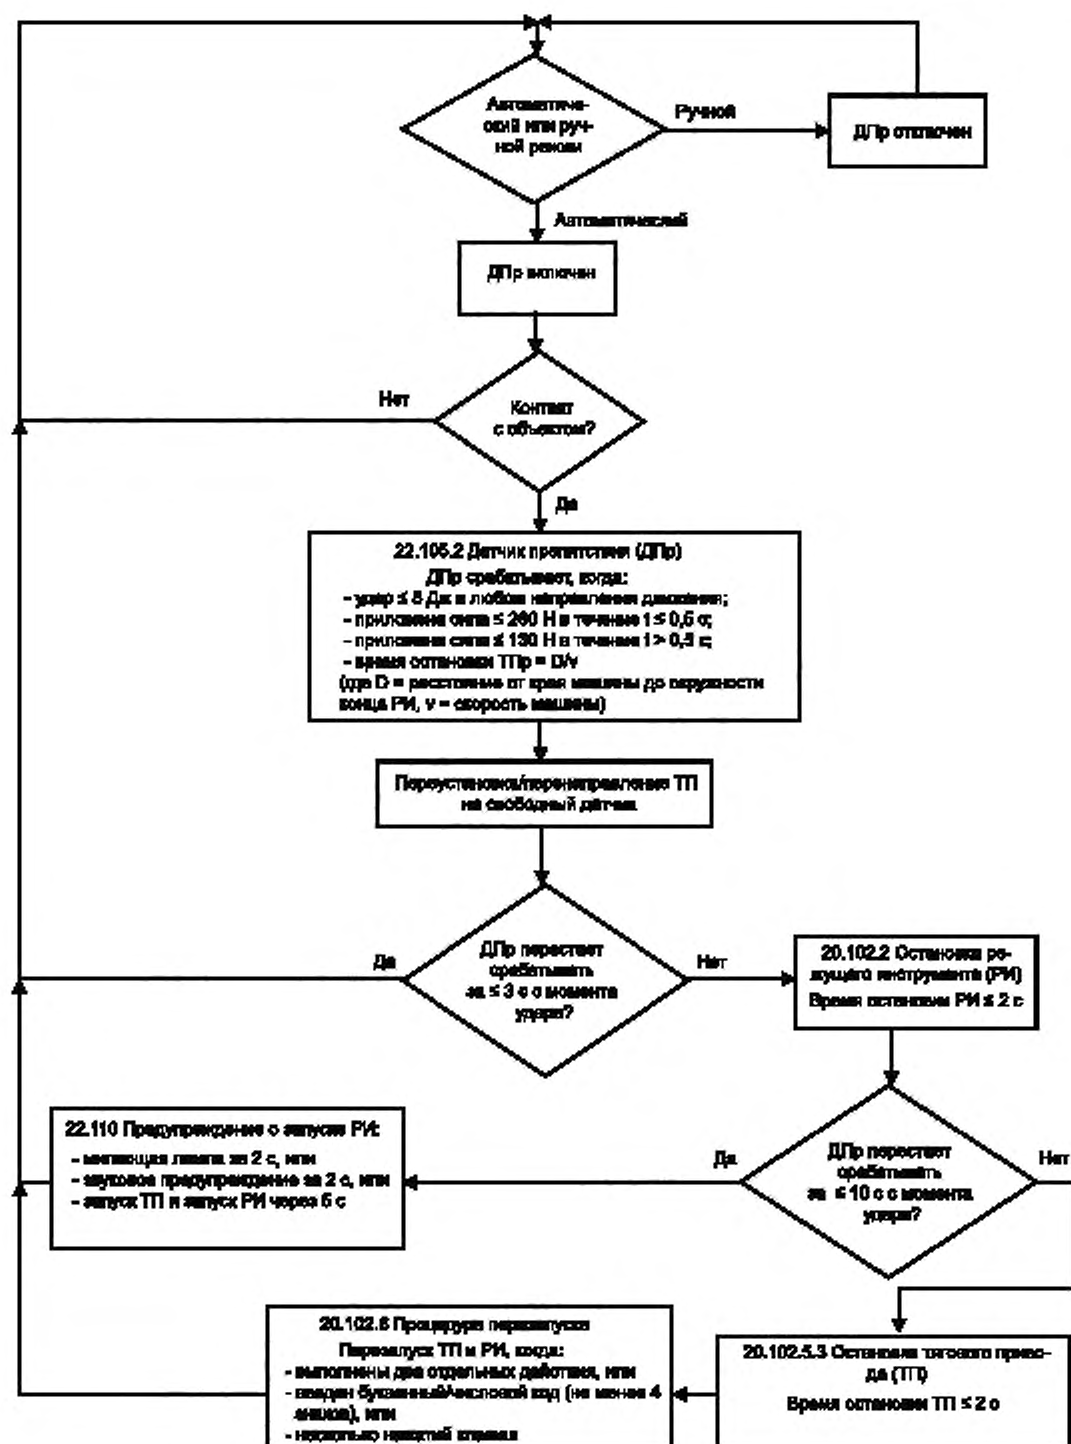 Автоматиче-
ский или руч-
ной режим
Ручной
ДПр отключен
Автоматический
ДПр включен
Нет
Контакт
с объектом?
Да
22.105.2 Датчик препятствия (ДПр)
ДПр срабатывает, когда:
- удар ≤ 5 Дж в любом направлении движения;
- приложена сила ≤ 260 Н в течение t ≤ 0,5 с;
- приложена сила ≤ 130 Н в течение t > 0,5 с;
- время остановки ТПр = D/v
(где D = расстояние от края машины до окружности
конца РИ, v = скорость машины)
Переустановка/перенаправление ТП
на свободный датчик
Да
ДПр перестает
срабатывать
за ≤ 3 с с момента
удара?
Нет
20.102.2 Остановка ре-
жущего инструмента (РИ)
Время остановки РИ ≤ 2 с
22.110 Предупреждение о запуске РИ:
- мигающая лампа за 2 с, или
- звуковое предупреждение за 2 с, или
- запуск ТП и запуск РИ через 5 с
Да
ДПр перестает
срабатывать
за ≤ 10 с с момента
удара?
Нет
20.102.6 Процедура перезапуска
Перезапуск ТП и РИ, когда:
- выполнены два отдельных действия, или
- введен буквенный/числовой код (не менее 4
знаков), или
- несколько нажатий клавиш
20.102.5.3 Остановка тягового приво-
да (ТП)
Время остановки ТП ≤ 2 с